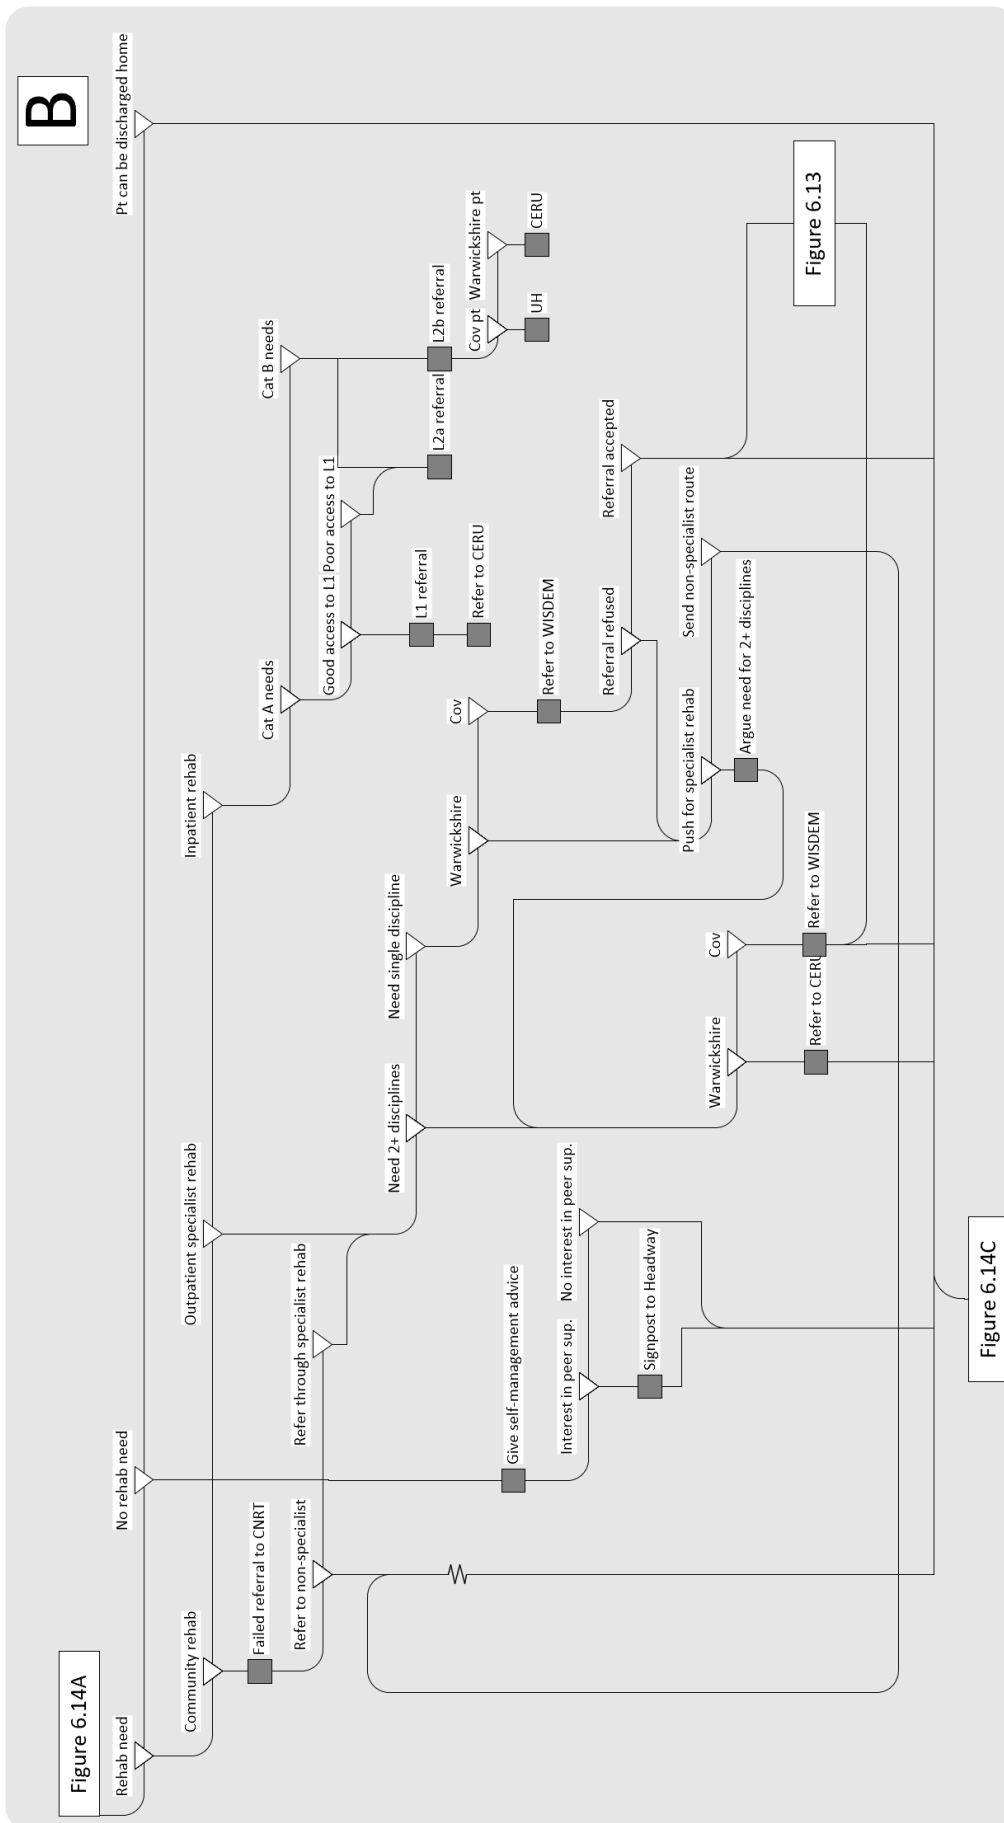 B
Figure 6.14A
Rehab need
No rehab need
Pt can be discharged home
Community rehab
Outpatient specialist rehab
Inpatient rehab
Failed referral to CNRT
Cat A needs
Cat B needs
Refer to non-specialist
Refer through specialist rehab
Good access to L1
Poor access to L1
Need 2+ disciplines
Need single discipline
L1 referral
L2a referral
L2b referral
Warwickshire
Cov
Refer to CERU
Cov pt
Warwickshire pt
Give self-management advice
Refer to WISDEM
UH
CERU
Interest in peer sup.
No interest in peer sup.
Referral refused
Referral accepted
Signpost to Headway
Push for specialist rehab
Send non-specialist route
Warwickshire
Cov
Argue need for 2+ disciplines
Refer to CERU
Refer to WISDEM
Figure 6.13
Figure 6.14C